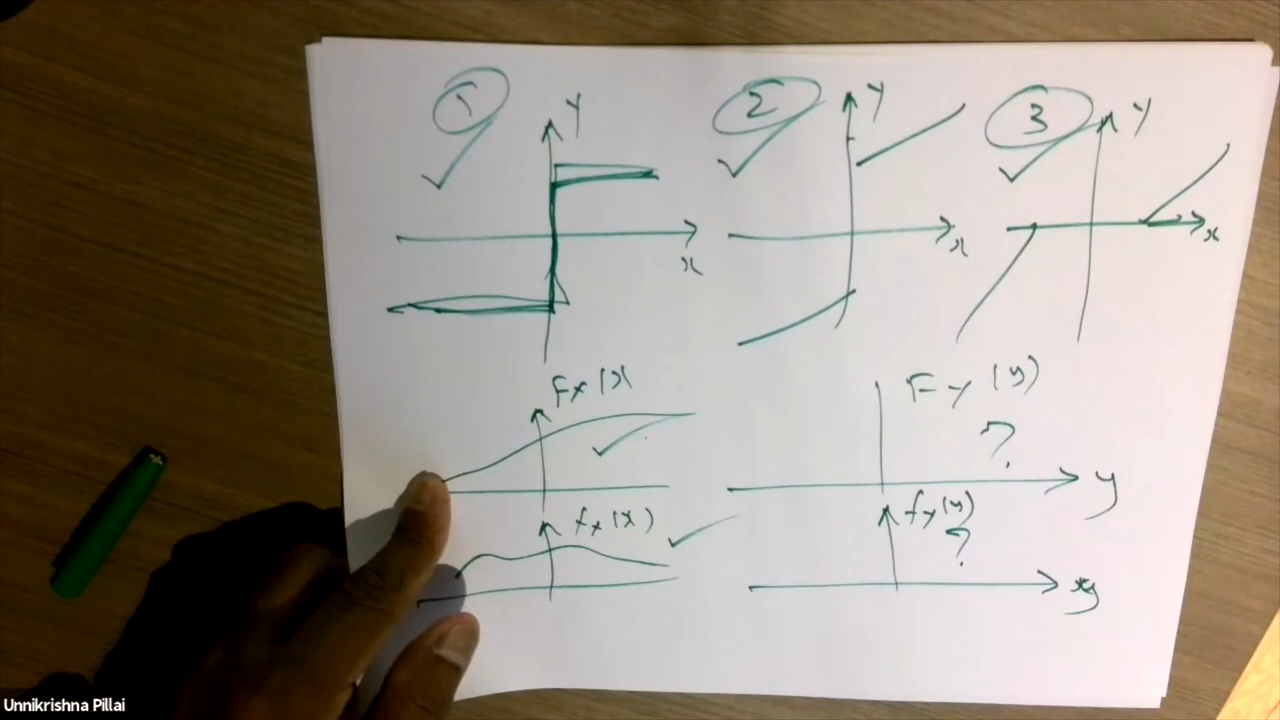 1
Y
x
2
Y
x
3
Y
x
Fx(x)
FY(y)
?
y
fx(x)
fy(y)
?
y
Unnikrishna Pillai